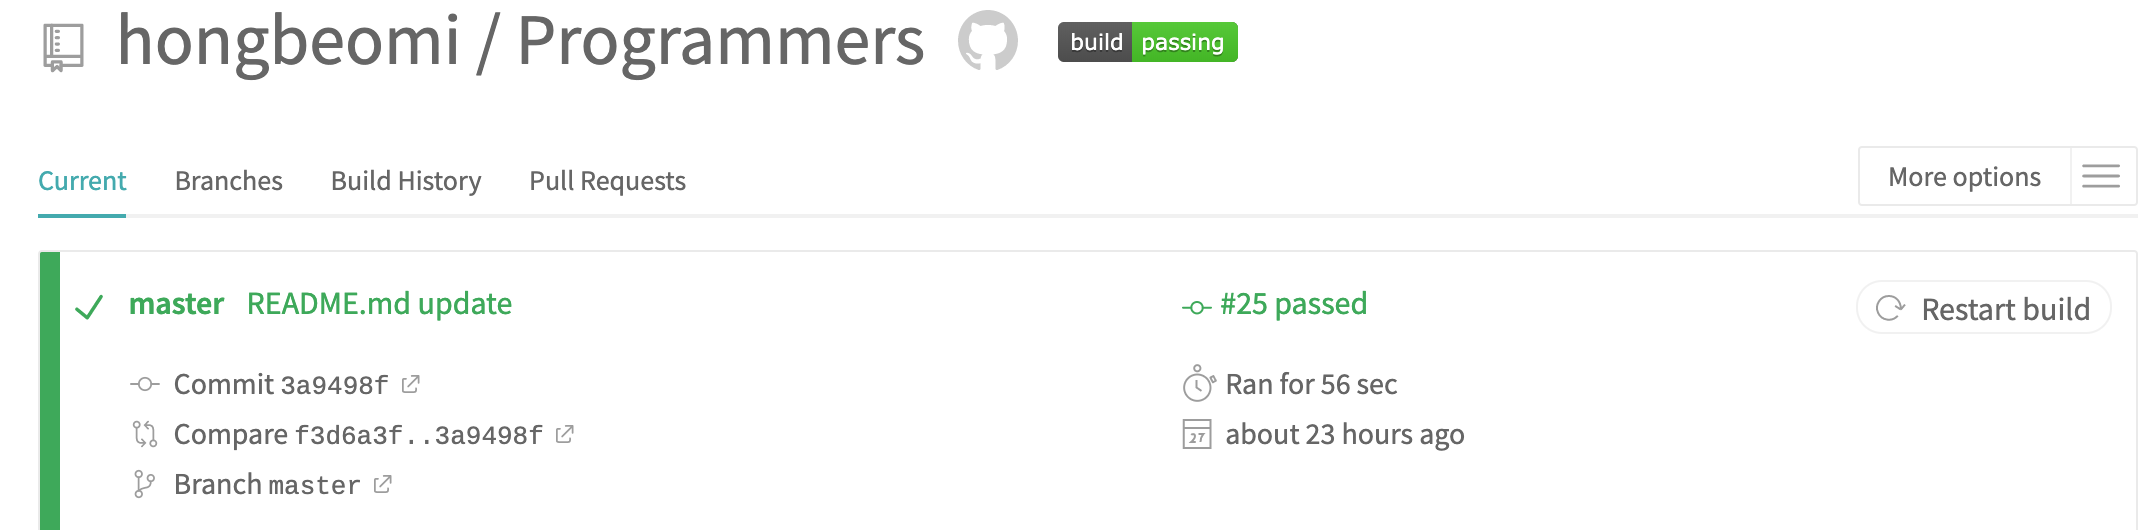 hongbeomi / Programmers
build passing
Current Branches Build History Pull Requests
More options
master README.md update
#25 passed
Restart build
Commit 3a9498f
Ran for 56 sec
Compare f3d6a3f..3a9498f
27
about 23 hours ago
Branch master